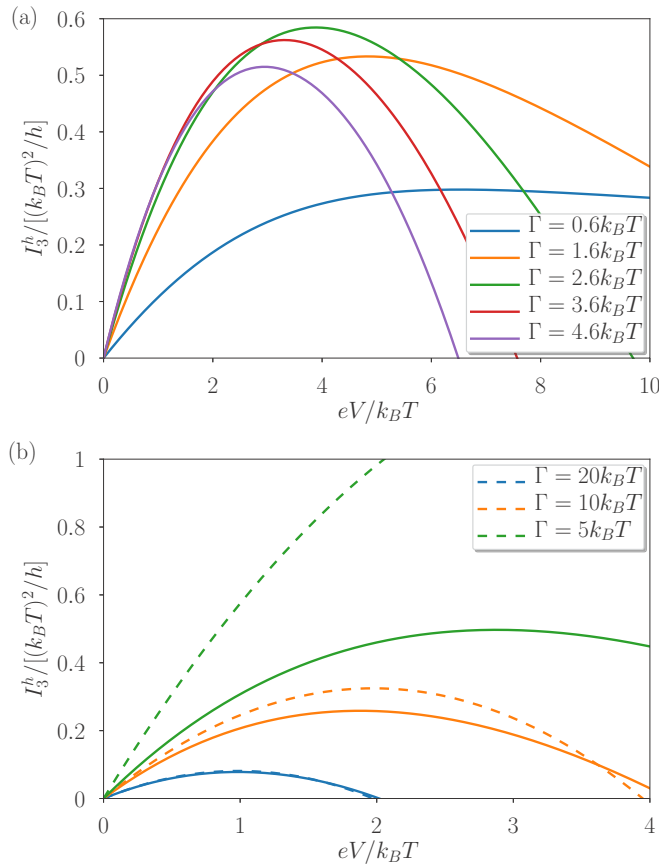 (a)
0.6
0.5
0.4
0.3
0.2
0.1
0
I_3^h/[(k_BT)^2/h]
Γ = 0.6k_BT
Γ = 1.6k_BT
Γ = 2.6k_BT
Γ = 3.6k_BT
Γ = 4.6k_BT
0 2 4 6 8 10
eV/k_BT
(b)
1
0.8
0.6
0.4
0.2
0
I_3^h/[(k_BT)^2/h]
Γ = 20k_BT
Γ = 10k_BT
Γ = 5k_BT
0 1 2 3 4
eV/k_BT